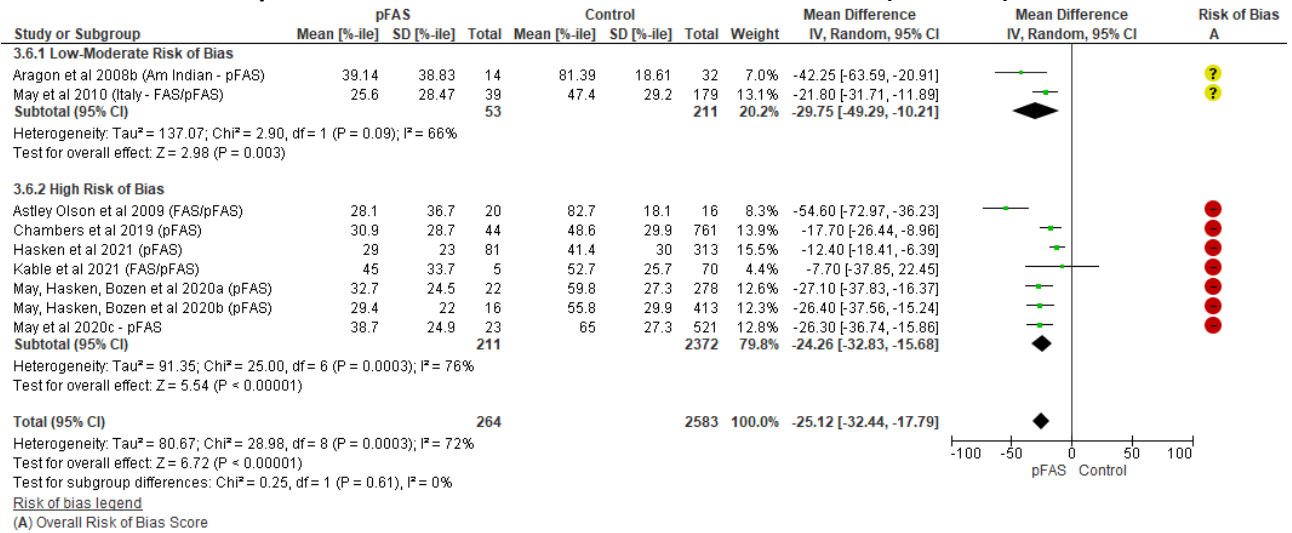 pFAS Control Mean Difference Mean Difference Risk of Bias
Study or Subgroup Mean [%-ile] SD [%-ile] Total Mean [%-ile] SD [%-ile] Total Weight IV, Random, 95% CI IV, Random, 95% CI A
3.6.1 Low-Moderate Risk of Bias
Aragon et al 2008b (Am Indian - pFAS) 39.14 38.83 14 81.39 18.61 32 7.0% -42.25 [-63.59, -20.91] ?
May et al 2010 (Italy - FAS/pFAS) 25.6 28.47 39 47.4 29.2 179 13.1% -21.80 [-31.71, -11.89] ?
Subtotal (95% CI) 53 211 20.2% -29.75 [-49.29, -10.21]
Heterogeneity: Tau² = 137.07; Chi² = 2.90, df = 1 (P = 0.09); I² = 66%
Test for overall effect: Z = 2.98 (P = 0.003)
3.6.2 High Risk of Bias
Astley Olson et al 2009 (FAS/pFAS) 28.1 36.7 20 82.7 18.1 16 8.3% -54.60 [-72.97, -36.23]
Chambers et al 2019 (pFAS) 30.9 28.7 44 48.6 29.9 761 13.9% -17.70 [-26.44, -8.96]
Hasken et al 2021 (pFAS) 29 23 81 41.4 30 313 15.5% -12.40 [-18.41, -6.39]
Kable et al 2021 (FAS/pFAS) 45 33.7 5 52.7 25.7 70 4.4% -7.70 [-37.85, 22.45]
May, Hasken, Bozen et al 2020a (pFAS) 32.7 24.5 22 59.8 27.3 278 12.6% -27.10 [-37.83, -16.37]
May, Hasken, Bozen et al 2020b (pFAS) 29.4 22 16 55.8 29.9 413 12.3% -26.40 [-37.56, -15.24]
May et al 2020c - pFAS 38.7 24.9 23 65 27.3 521 12.8% -26.30 [-36.74, -15.86]
Subtotal (95% CI) 211 2372 79.8% -24.26 [-32.83, -15.68]
Heterogeneity: Tau² = 91.35; Chi² = 25.00, df = 6 (P = 0.0003); I² = 76%
Test for overall effect: Z = 5.54 (P < 0.00001)
Total (95% CI) 264 2583 100.0% -25.12 [-32.44, -17.79]
Heterogeneity: Tau² = 80.67; Chi² = 28.98, df = 8 (P = 0.0003); I² = 72%
Test for overall effect: Z = 6.72 (P < 0.00001)
Test for subgroup differences: Chi² = 0.25, df = 1 (P = 0.61), I² = 0%
-100 -50 0 50 100
pFAS Control
Risk of bias legend
(A) Overall Risk of Bias Score